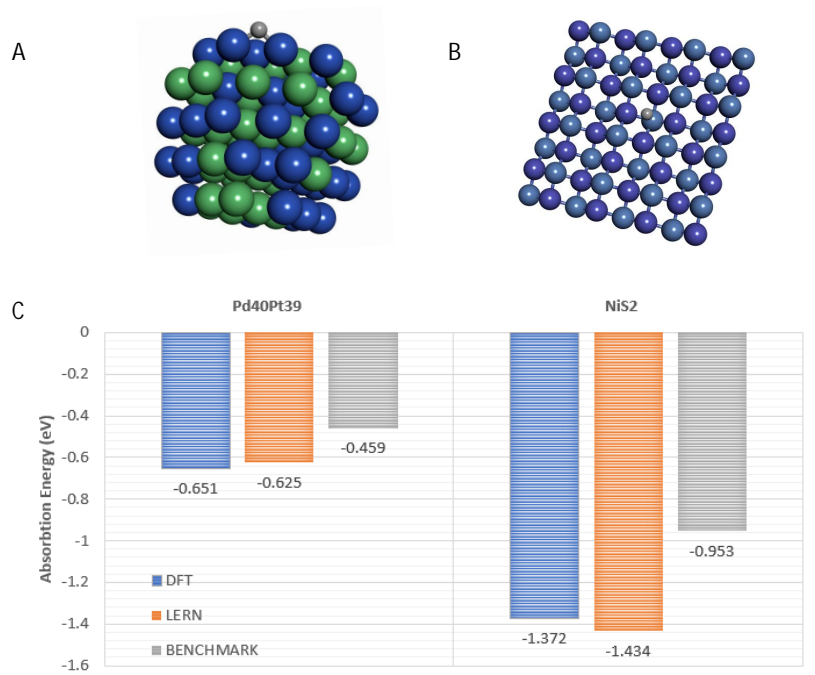 A
B
C
Pd40Pt39
NiS2
0
-0.2
-0.4
-0.6
-0.8
-1
-1.2
-1.4
-1.6
Absorbtion Energy (eV)
-0.651
-0.625
-0.459
-1.372
-1.434
-0.953
DFT
LERN
BENCHMARK